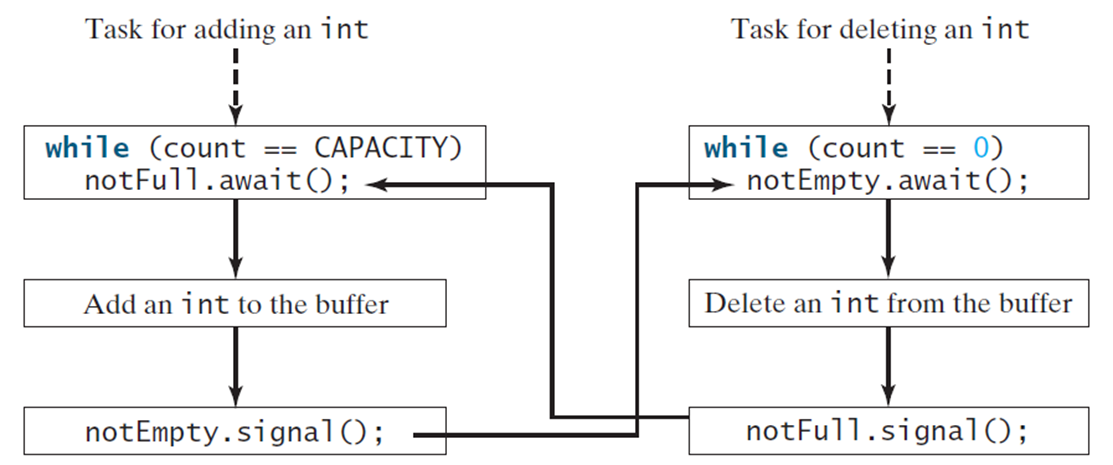 Task for adding an int
while (count == CAPACITY)
notFull.await();
Add an int to the buffer
notEmpty.signal();
Task for deleting an int
while (count == 0)
notEmpty.await();
Delete an int from the buffer
notFull.signal();